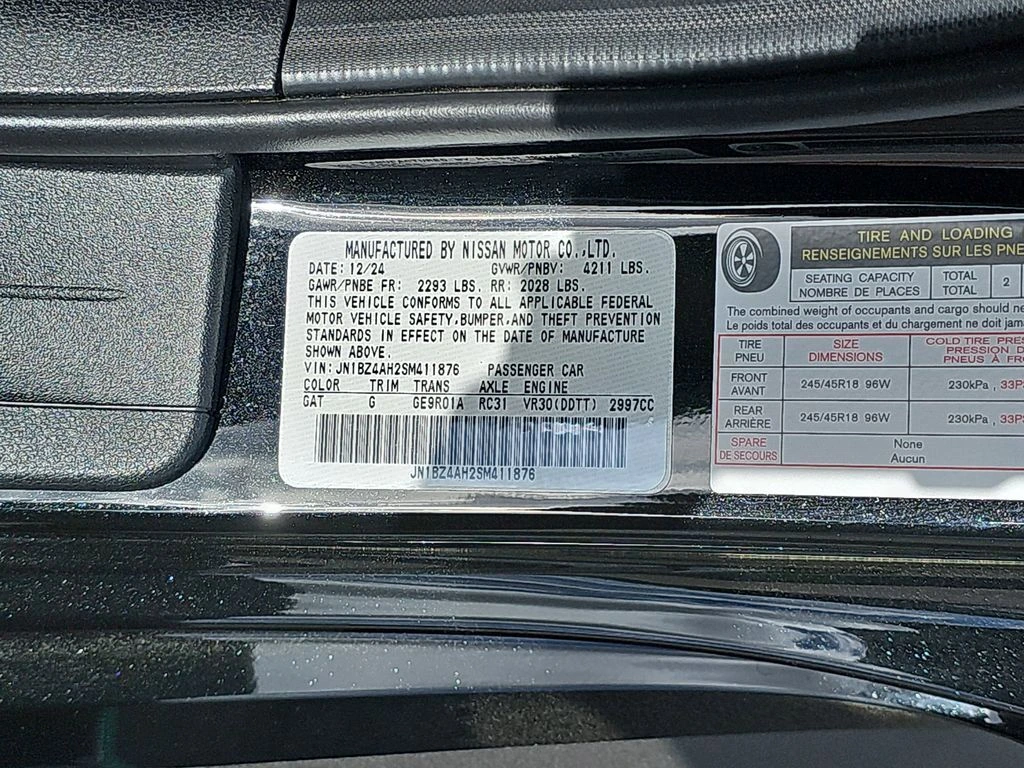 MANUFACTURED BY NISSAN MOTOR CO.,LTD.
DATE: 12/24 GVWR/PNBV: 4211 LBS.
GAWR/PNBE FR: 2293 LBS. RR: 2028 LBS.
THIS VEHICLE CONFORMS TO ALL APPLICABLE FEDERAL
MOTOR VEHICLE SAFETY,BUMPER,AND THEFT PREVENTION
STANDARDS IN EFFECT ON THE DATE OF MANUFACTURE
SHOWN ABOVE.
VIN: JN1BZ4AH2SM411876 PASSENGER CAR
COLOR TRIM TRANS AXLE ENGINE
GAT G GE9R01A RC31 VR30(DDTT) 2997CC
JN1BZ4AH2SM411876
TIRE AND LOADING
RENSEIGNEMENTS SUR LES PNE
SEATING CAPACITY TOTAL 2
NOMBRE DE PLACES TOTAL
The combined weight of occupants and cargo should ne
Le poids total des occupants et du chargement ne doit jam
TIRE SIZE COLD TIRE PRES
PNEU DIMENSIONS PRESSION D
PNEUS À FR
FRONT 245/45R18 96W 230kPa , 33PS
AVANT
REAR 245/45R18 96W 230kPa , 33PS
ARRIÈRE
SPARE None
DE SECOURS Aucun